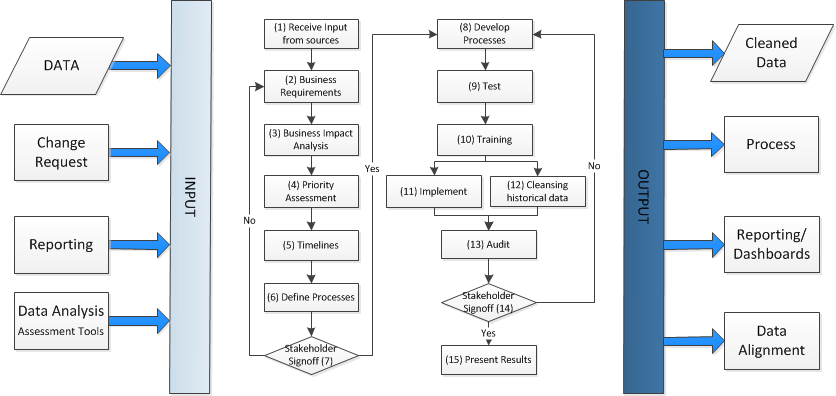 DATA
Change
Request
Reporting
Data Analysis
Assessment Tools
INPUT
(1) Receive Input
from sources
(2) Business
Requirements
(3) Business Impact
Analysis
(4) Priority
Assessment
No
(5) Timelines
(6) Define Processes
Stakeholder
Signoff (7)
Yes
(8) Develop
Processes
(9) Test
(10) Training
(11) Implement
(12) Cleansing
historical data
No
(13) Audit
Stakeholder
Signoff (14)
Yes
(15) Present Results
OUTPUT
Cleaned
Data
Process
Reporting/
Dashboards
Data
Alignment